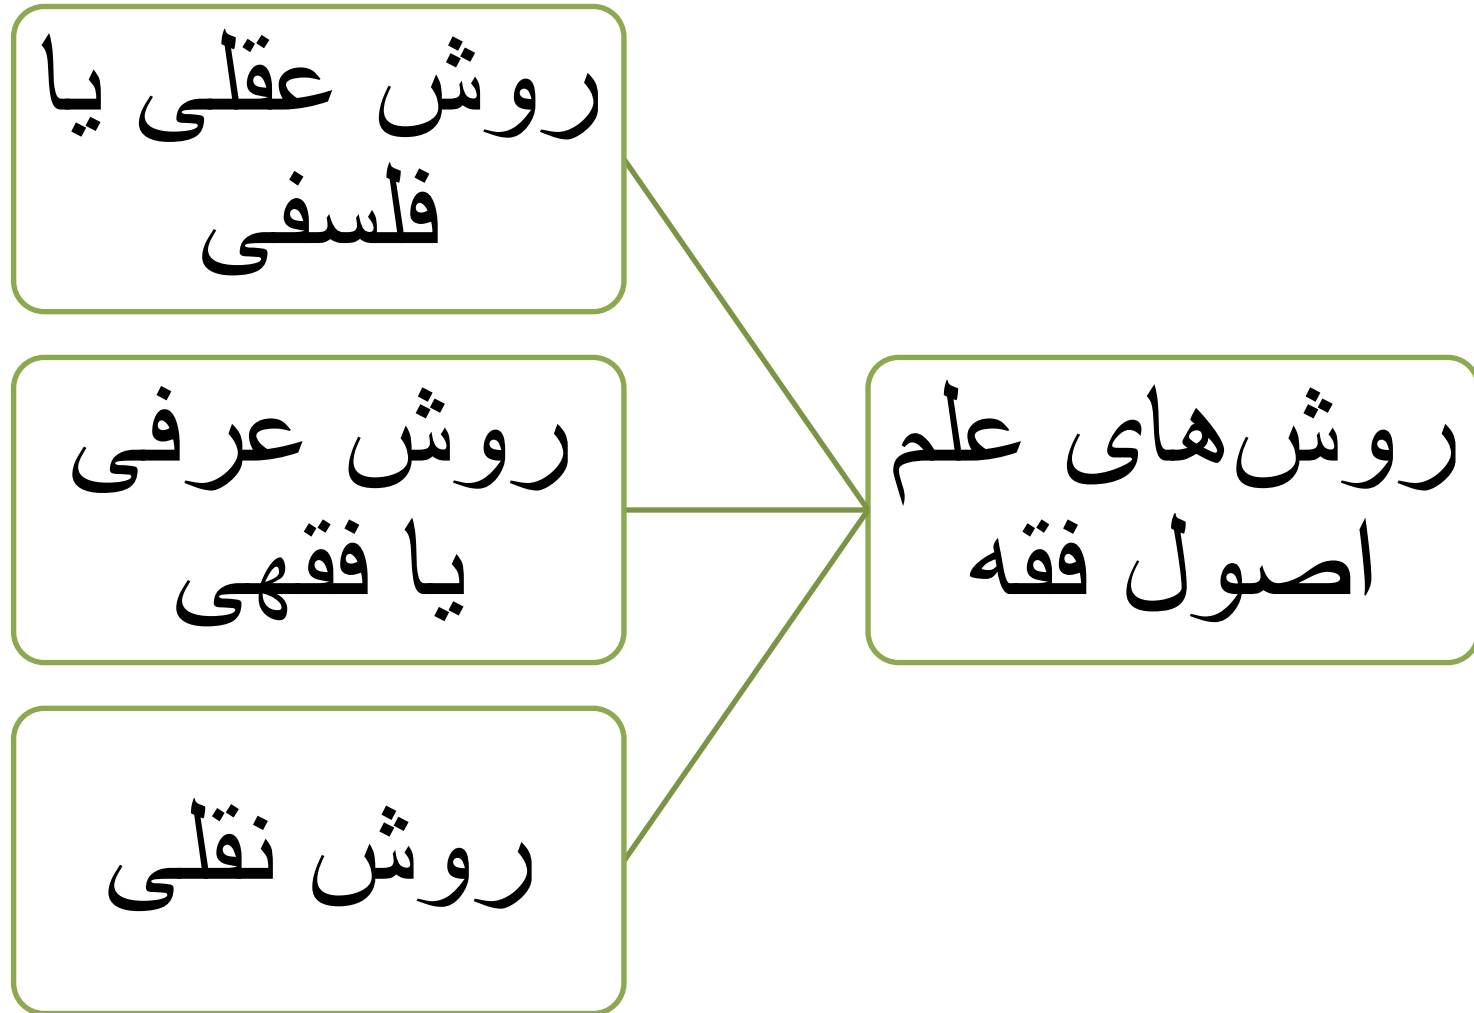 روش‌های علم
اصول فقه
روش عقلی یا
فلسفی
روش عرفی
یا فقهی
روش نقلی